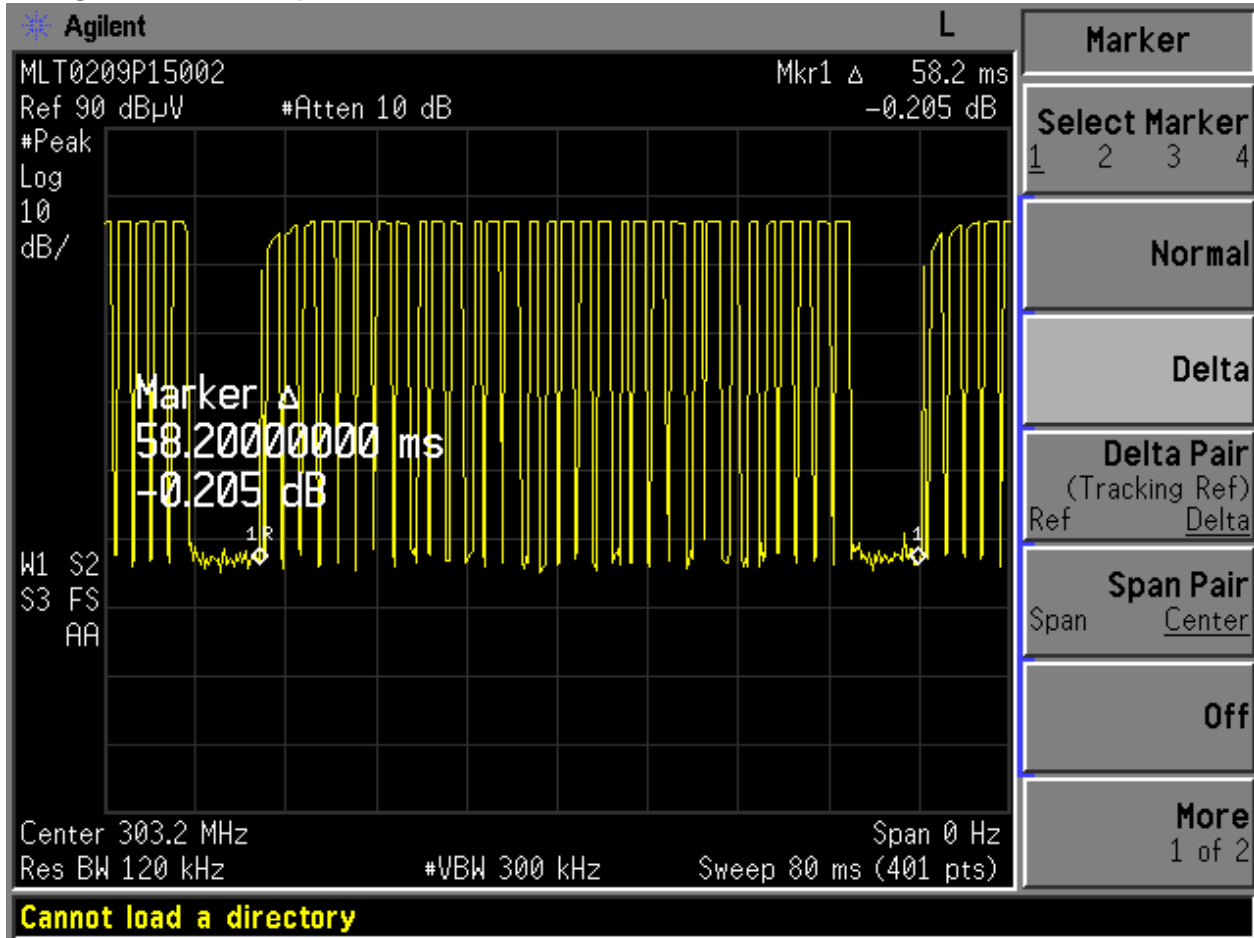 Agilent L
MLT0209P15002 Mkr1 Δ 58.2 ms
Ref 90 dBµV #Atten 10 dB -0.205 dB
#Peak
Log
10
dB/
Marker Δ
58.20000000 ms
-0.205 dB
1R
1
W1 S2
S3 FS
AA
Center 303.2 MHz Span 0 Hz
Res BW 120 kHz #VBW 300 kHz Sweep 80 ms (401 pts)
Cannot load a directory
Marker
Select Marker
1 2 3 4
Normal
Delta
Delta Pair
(Tracking Ref)
Ref Delta
Span Pair
Span Center
Off
More
1 of 2